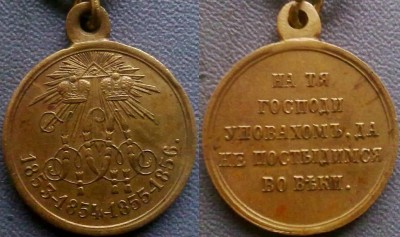 1853-1854-1855-1856.
НА ТЯ
ГОСПОДИ
УПОВАХОМЪ. ДА
НЕ ПОСТЫДИМСЯ
ВО ВѢКИ.